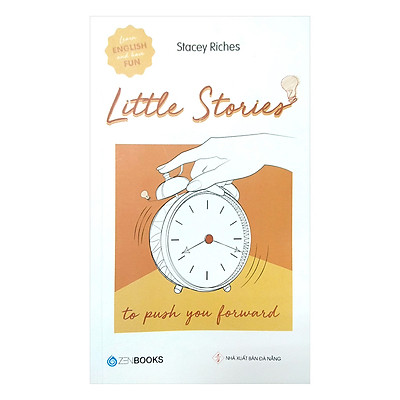 Learn
ENGLISH
and have
FUN
Stacey Riches
Little Stories
to push you forward
ZENBOOKS
NHÀ XUẤT BẢN ĐÀ NẴNG